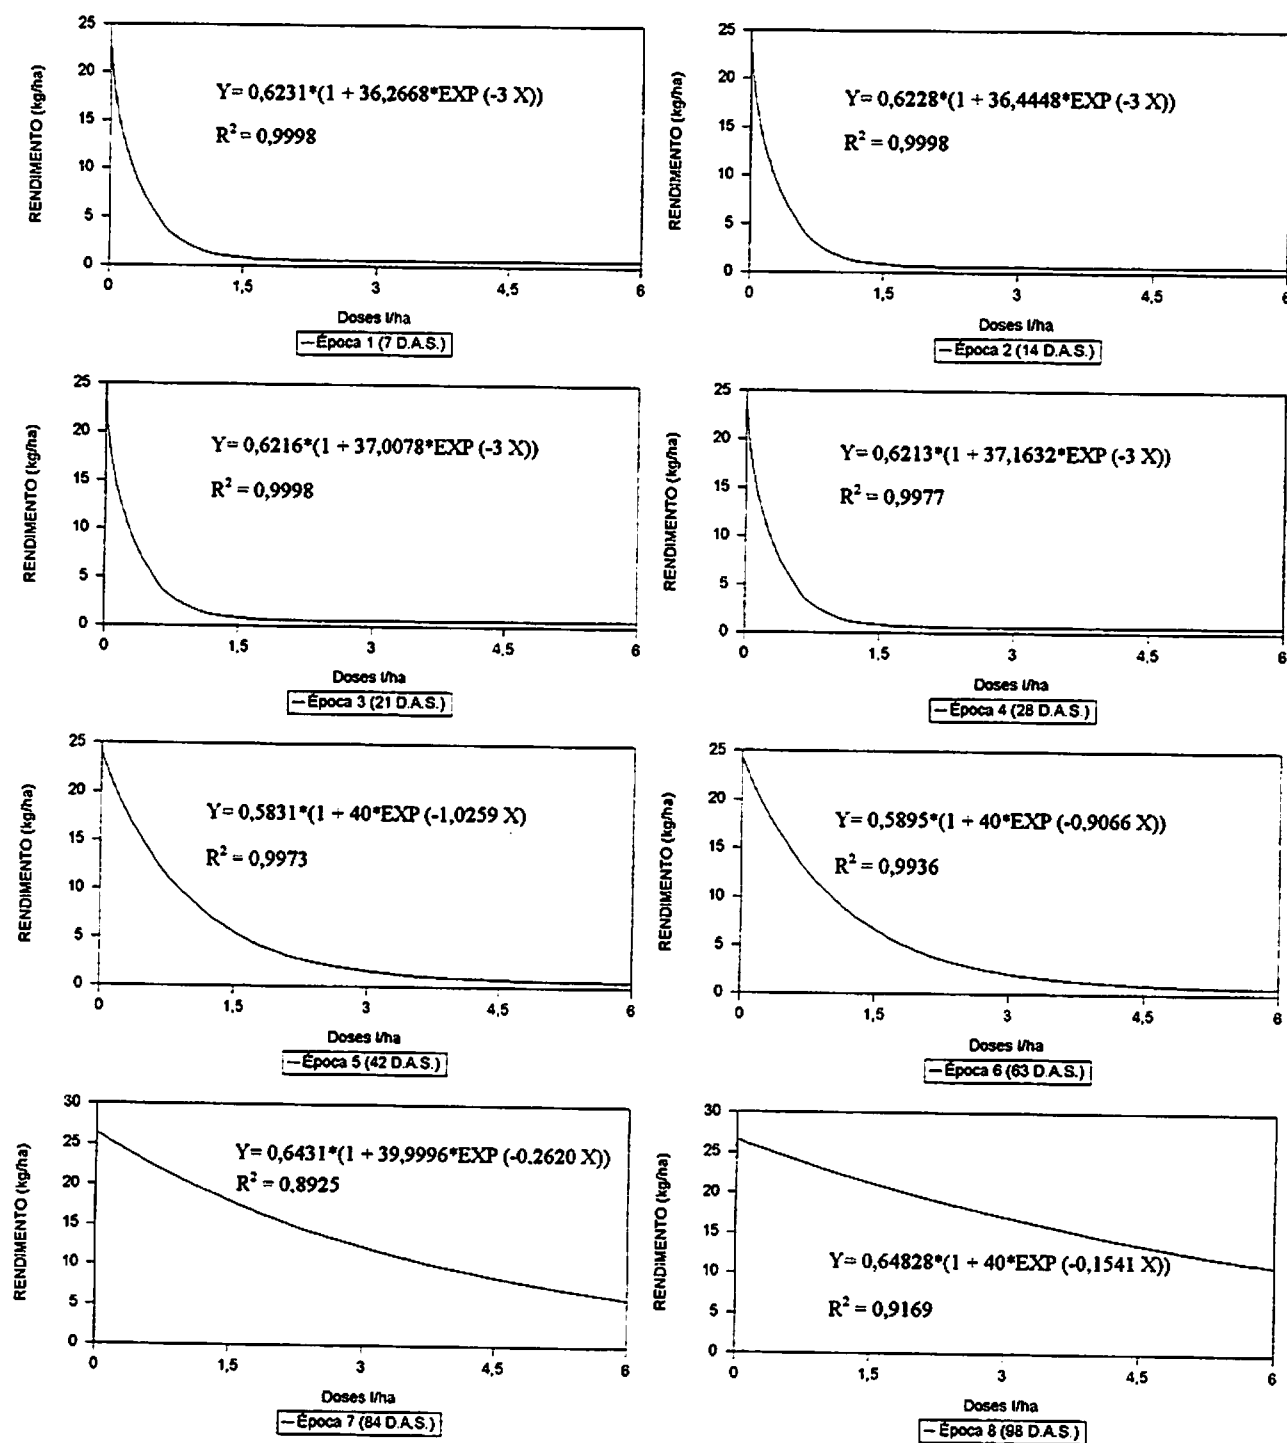 RENDIMENTO (kg/ha)
25
20
15
10
5
0
Y= 0,6231*(1 + 36,2668*EXP (-3 X))
R² = 0,9998
0 1,5 3 4,5 6
Doses l/ha
Época 1 (7 D.A.S.)
RENDIMENTO (kg/ha)
25
20
15
10
5
0
Y= 0,6228*(1 + 36,4448*EXP (-3 X))
R² = 0,9998
0 1,5 3 4,5 6
Doses l/ha
Época 2 (14 D.A.S.)
RENDIMENTO (kg/ha)
25
20
15
10
5
0
Y= 0,6216*(1 + 37,0078*EXP (-3 X))
R² = 0,9998
0 1,5 3 4,5 6
Doses l/ha
Época 3 (21 D.A.S.)
RENDIMENTO (kg/ha)
25
20
15
10
5
0
Y= 0,6213*(1 + 37,1632*EXP (-3 X))
R² = 0,9977
0 1,5 3 4,5 6
Doses l/ha
Época 4 (28 D.A.S.)
RENDIMENTO (kg/ha)
25
20
15
10
5
0
Y= 0,5831*(1 + 40*EXP (-1,0259 X)
R² = 0,9973
0 1,5 3 4,5 6
Doses l/ha
Época 5 (42 D.A.S.)
RENDIMENTO (kg/ha)
25
20
15
10
5
0
Y= 0,5895*(1 + 40*EXP (-0,9066 X))
R² = 0,9936
0 1,5 3 4,5 6
Doses l/ha
Época 6 (63 D.A.S.)
RENDIMENTO (kg/ha)
30
25
20
15
10
5
0
Y= 0,6431*(1 + 39,9996*EXP (-0,2620 X))
R² = 0,8925
0 1,5 3 4,5 6
Doses l/ha
Época 7 (84 D.A.S.)
RENDIMENTO (kg/ha)
30
25
20
15
10
5
0
Y= 0,64828*(1 + 40*EXP (-0,1541 X))
R² = 0,9169
0 1,5 3 4,5 6
Doses l/ha
Época 8 (98 D.A.S.)